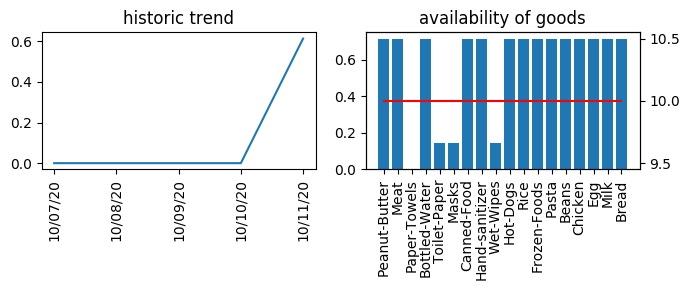 historic trend
0.6
0.4
0.2
0.0
10/07/20
10/08/20
10/09/20
10/10/20
10/11/20
availability of goods
0.6
0.4
0.2
0.0
10.5
10.0
9.5
Peanut-Butter
Meat
Paper-Towels
Bottled-Water
Toilet-Paper
Masks
Canned-Food
Hand-sanitizer
Wet-Wipes
Hot-Dogs
Rice
Frozen-Foods
Pasta
Beans
Chicken
Egg
Milk
Bread